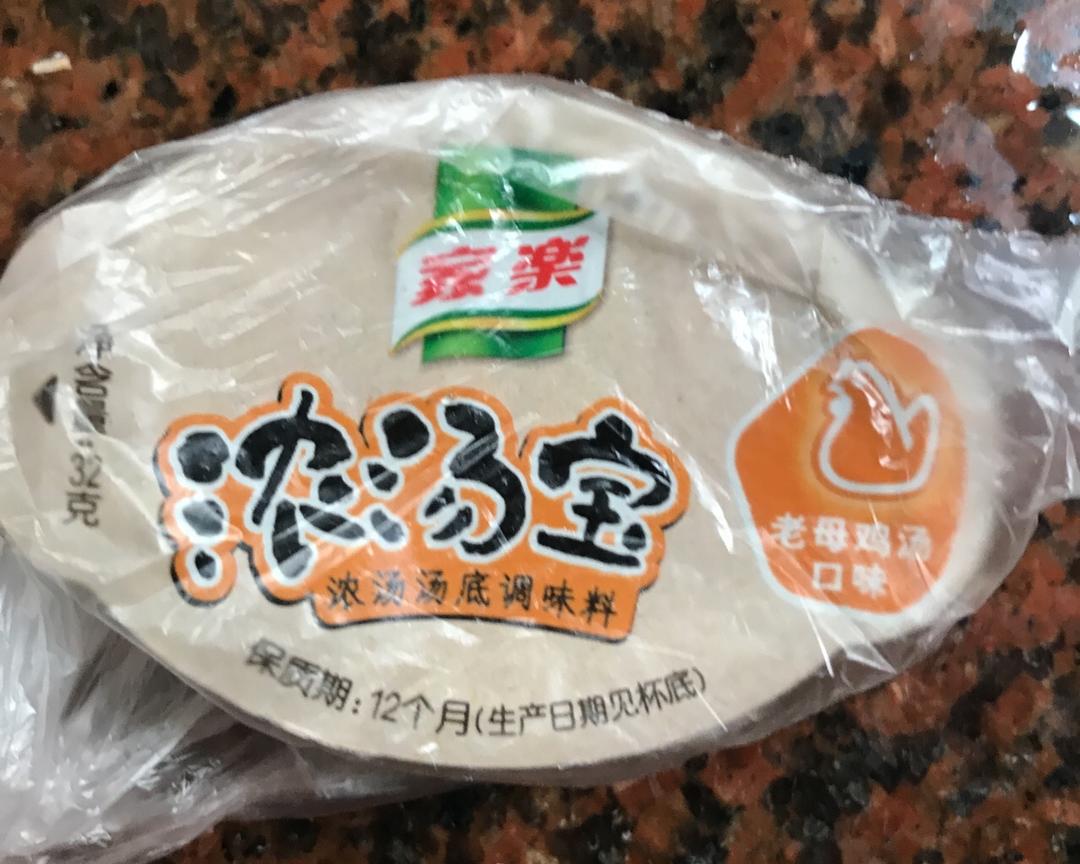 家楽
浓汤宝
浓汤汤底调味料
老母鸡汤
口味
净含量:32克
保质期:12个月(生产日期见杯底)